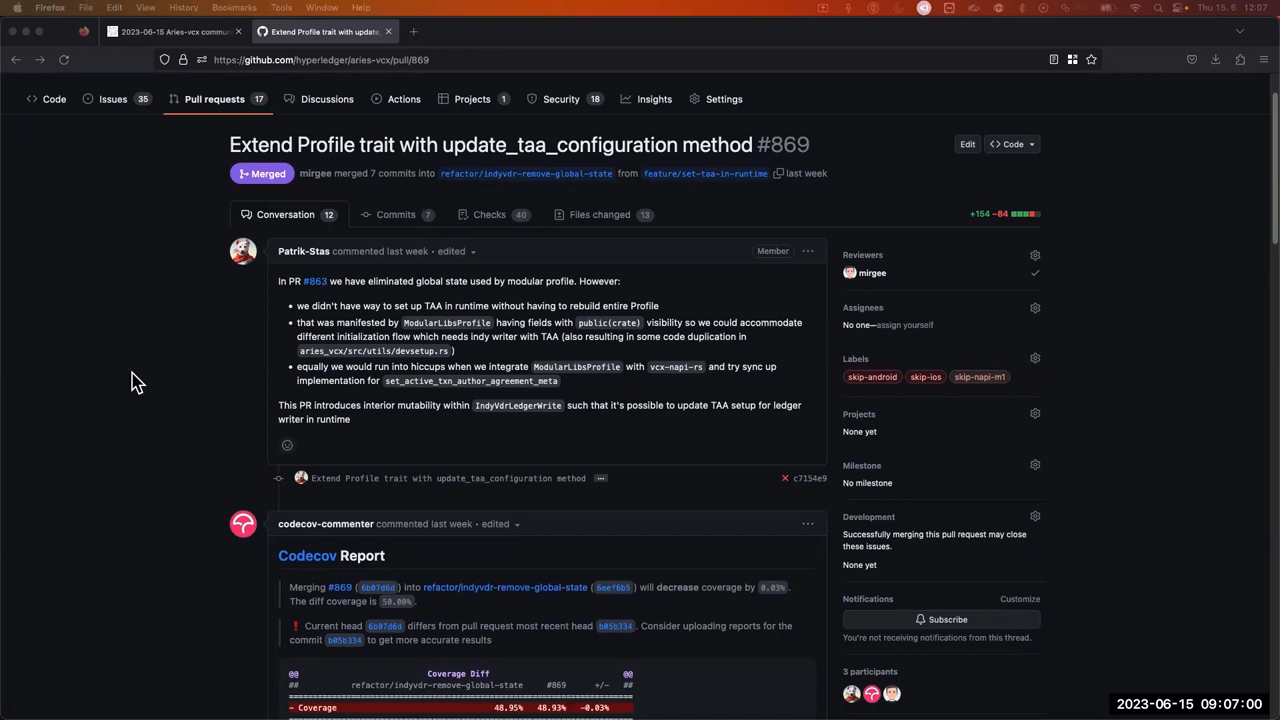 Firefox File Edit View History Bookmarks Tools Window Help
Thu 15. 6. 12:07
2023-06-15 Aries-vcx commun
Extend Profile trait with update_
https://github.com/hyperledger/aries-vcx/pull/869
Code
Issues 35
Pull requests 17
Discussions
Actions
Projects 1
Security 18
Insights
Settings
Extend Profile trait with update_taa_configuration method #869
Edit
<> Code
Merged
mirgee merged 7 commits into refactor/indyvdr-remove-global-state from feature/set-taa-in-runtime last week
Conversation 12
Commits 7
Checks 40
Files changed 13
+154 −84
Patrik-Stas commented last week • edited
Member
In PR #863 we have eliminated global state used by modular profile. However:
• we didn't have way to set up TAA in runtime without having to rebuild entire Profile
• that was manifested by ModularLibsProfile having fields with public(crate) visibility so we could accommodate
different initialization flow which needs indy writer with TAA (also resulting in some code duplication in
aries_vcx/src/utils/devsetup.rs )
• equally we would run into hiccups when we integrate ModularLibsProfile with vcx-napi-rs and try sync up
implementation for set_active_txn_author_agreement_meta
This PR introduces interior mutability within IndyVdrLedgerWrite such that it's possible to update TAA setup for ledger
writer in runtime
Extend Profile trait with update_taa_configuration method
c7154e9
codecov-commenter commented last week • edited
Codecov Report
Merging #869 (6b07d6d) into refactor/indyvdr-remove-global-state (6eef6b5) will decrease coverage by 0.03%.
The diff coverage is 50.80%.
Current head 6b07d6d differs from pull request most recent head b05b334. Consider uploading reports for the
commit b05b334 to get more accurate results
@@ Coverage Diff @@
## refactor/indyvdr-remove-global-state #869 +/- ##
- Coverage 48.95% 48.93% -0.03%
Reviewers
mirgee
Assignees
No one—assign yourself
Labels
skip-android
skip-ios
skip-napi-m1
Projects
None yet
Milestone
No milestone
Development
Successfully merging this pull request may close
these issues.
None yet
Notifications
Customize
Subscribe
You're not receiving notifications from this thread.
3 participants
2023-06-15 09:07:00